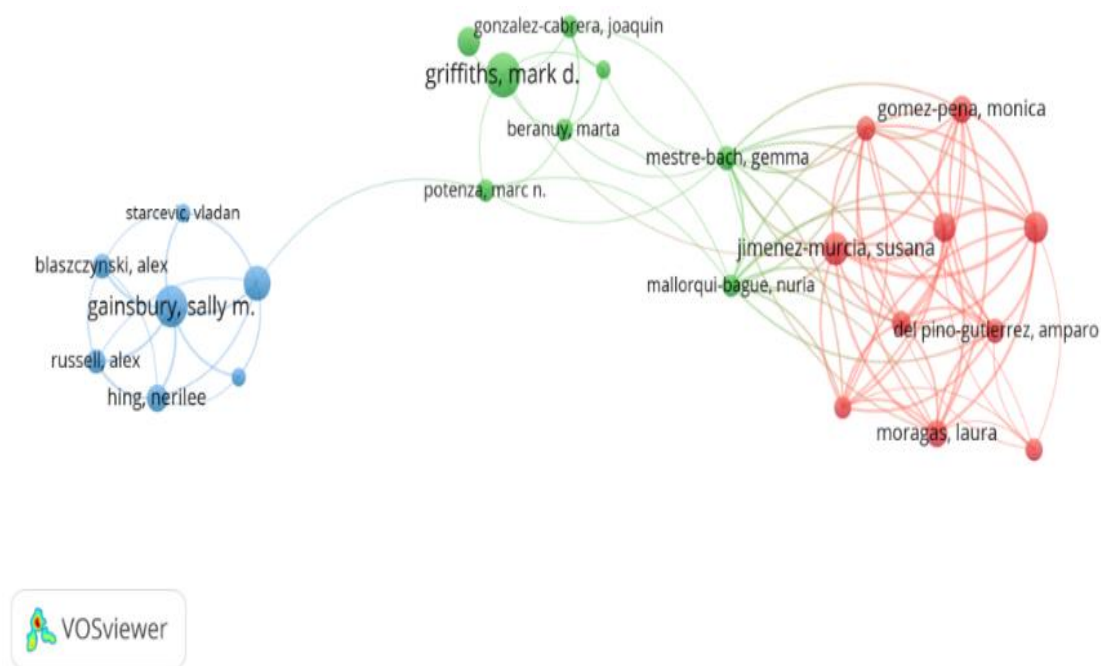 gonzalez-cabrera, joaquin
griffiths, mark d.
gomez-pena, monica
beranuy, marta
mestre-bach, gemma
potenza, marc n.
starcevic, vladan
jimenez-murcia, susana
blaszczynski, alex
mallorqui-bague, nuria
gainsbury, sally m.
del pino-gutierrez, amparo
russell, alex
hing, nerilee
moragas, laura
VOSviewer